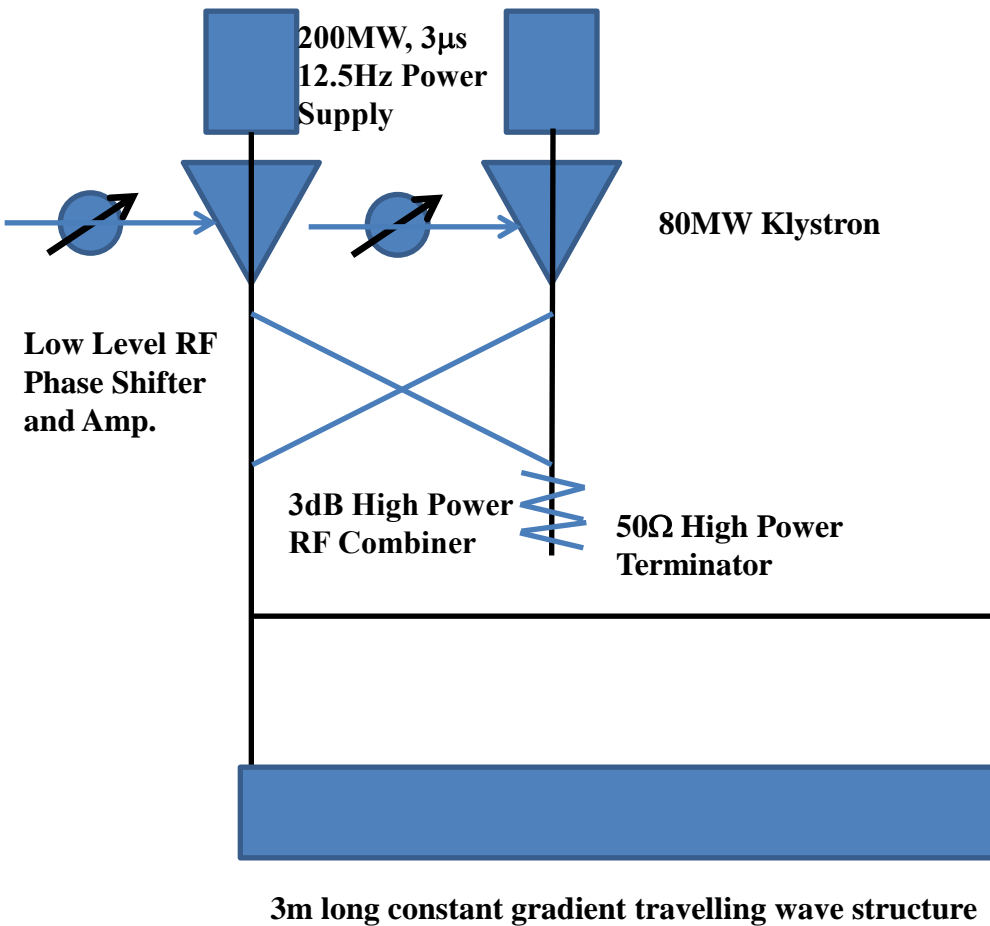 200MW, 3μs
12.5Hz Power
Supply
80MW Klystron
Low Level RF
Phase Shifter
and Amp.
3dB High Power
RF Combiner
50Ω High Power
Terminator
3m long constant gradient travelling wave structure